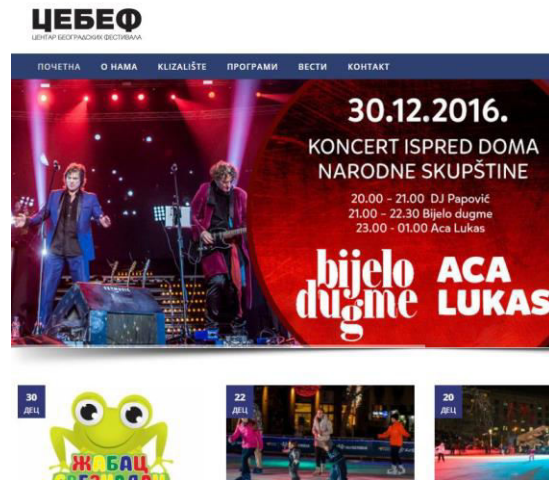 ЦЕБЕФ
ЦЕНТАР БЕОГРАДСКИХ ФЕСТИВАЛА
ПОЧЕТНА О НАМА KLIZALIŠTE ПРОГРАМИ ВЕСТИ КОНТАКТ
30.12.2016.
KONCERT ISPRED DOMA
NARODNE SKUPŠTINE
20.00 – 21.00 DJ Papović
21.00 – 22.30 Bijelo dugme
23.00 - 01.00 Aca Lukas
bijelo
dugme
ACA
LUKAS
30
ДЕЦ
ЖАБАЦ
22
ДЕЦ
20
ДЕЦ